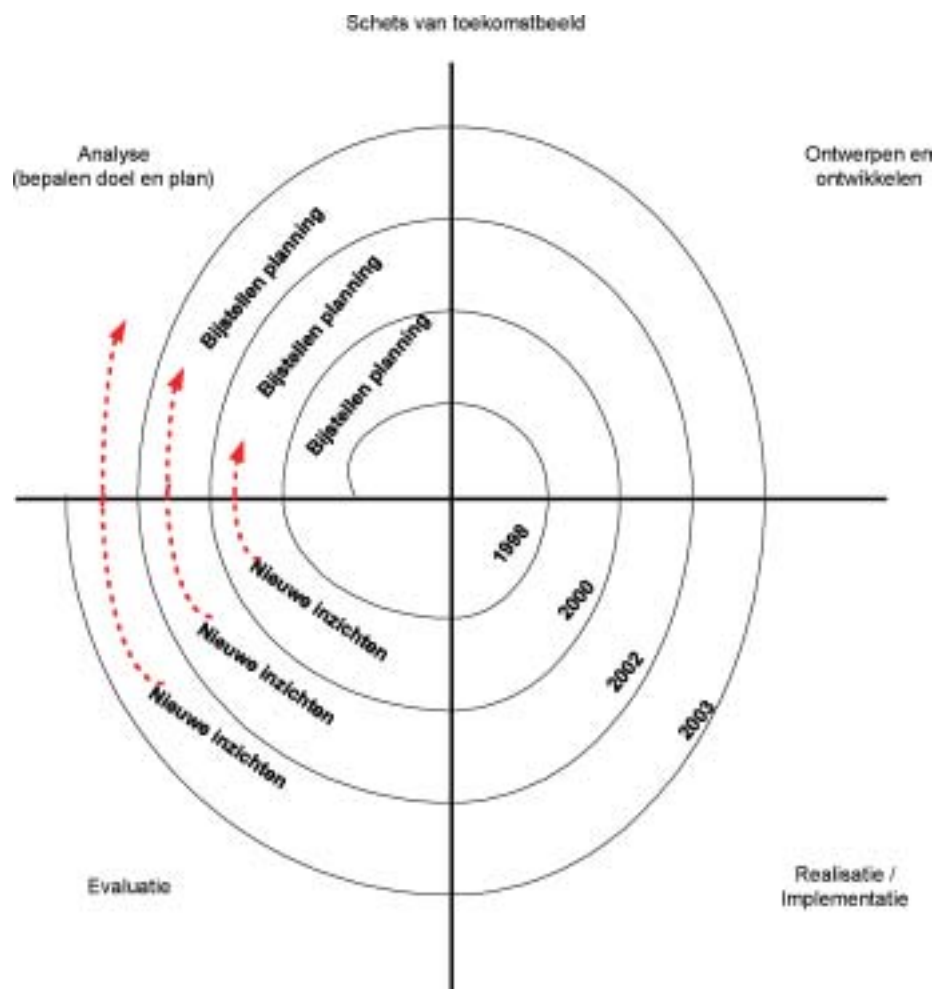 Schets van toekomstbeeld
Analyse
(bepalen doel en plan)
Ontwerpen en
ontwikkelen
Bijstellen planning
Bijstellen planning
Bijstellen planning
1998
2000
2002
2003
Nieuwe inzichten
Nieuwe inzichten
Nieuwe inzichten
Evaluatie
Realisatie /
Implementatie